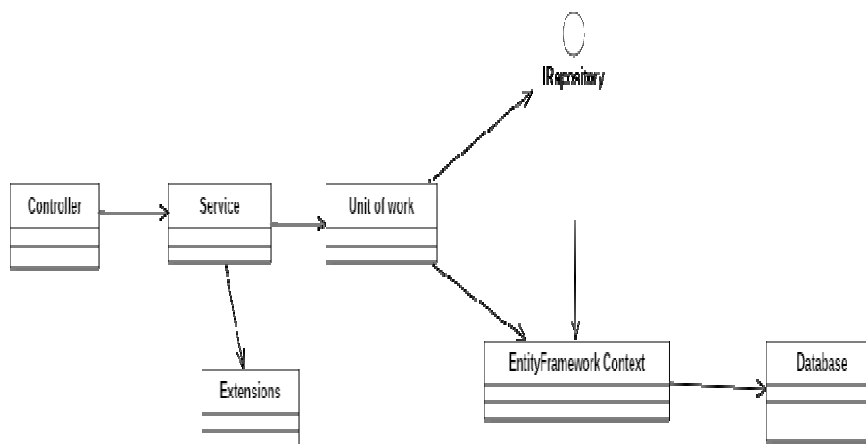 IRepository
Controller
Service
Unit of work
EntityFramework Context
Database
Extensions